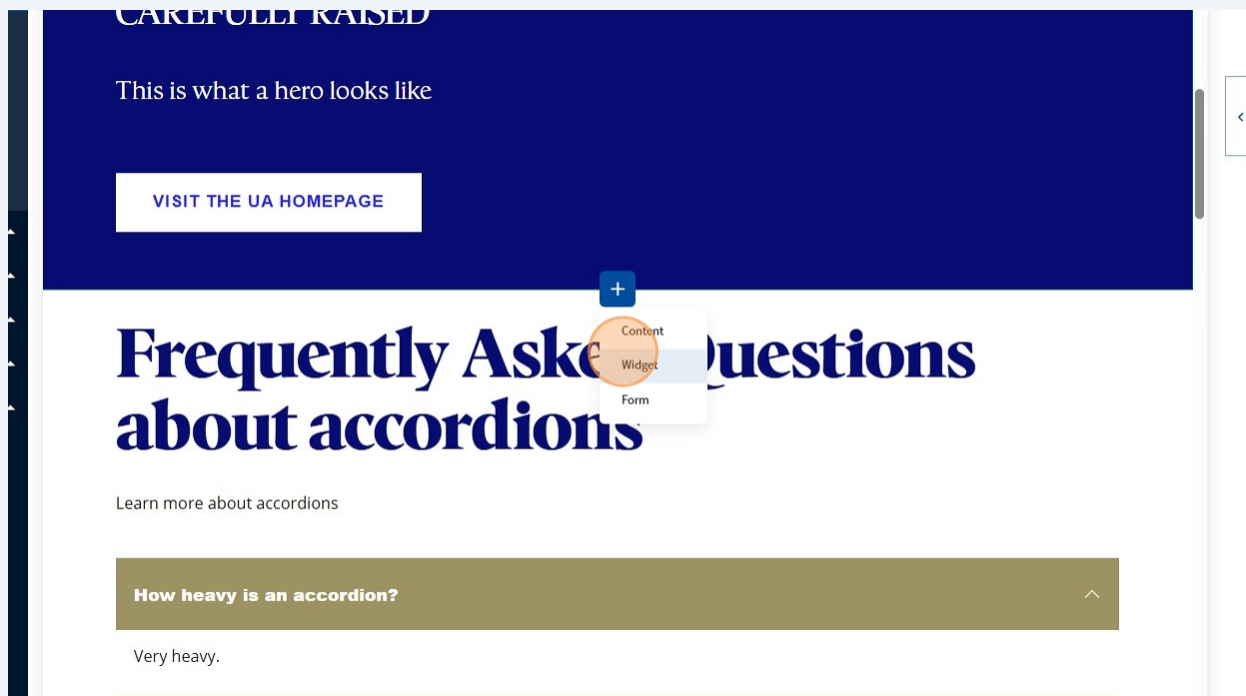 CAREFULLY RAISED
This is what a hero looks like
VISIT THE UA HOMEPAGE
+
Content
Widget
Form
Frequently Aske uestions
about accordions
Learn more about accordions
How heavy is an accordion?
Very heavy.